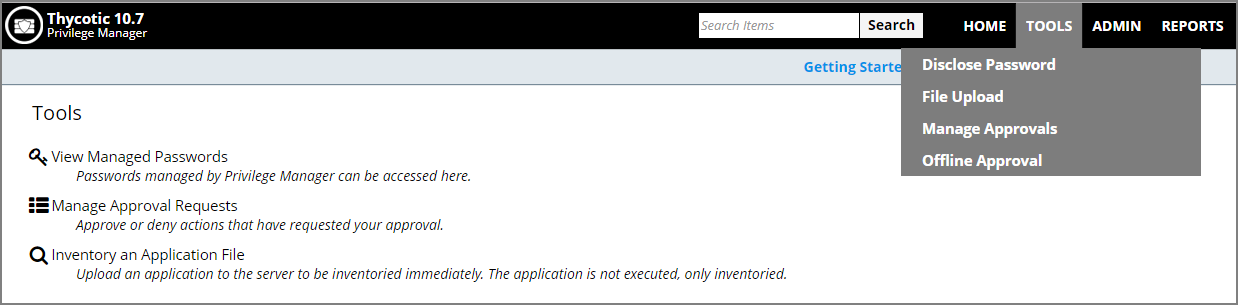 Thycotic 10.7
Privilege Manager
Search Items
Search
HOME
TOOLS
ADMIN
REPORTS
Getting Starte
Disclose Password
File Upload
Manage Approvals
Offline Approval
Tools
View Managed Passwords
Passwords managed by Privilege Manager can be accessed here.
Manage Approval Requests
Approve or deny actions that have requested your approval.
Inventory an Application File
Upload an application to the server to be inventoried immediately. The application is not executed, only inventoried.